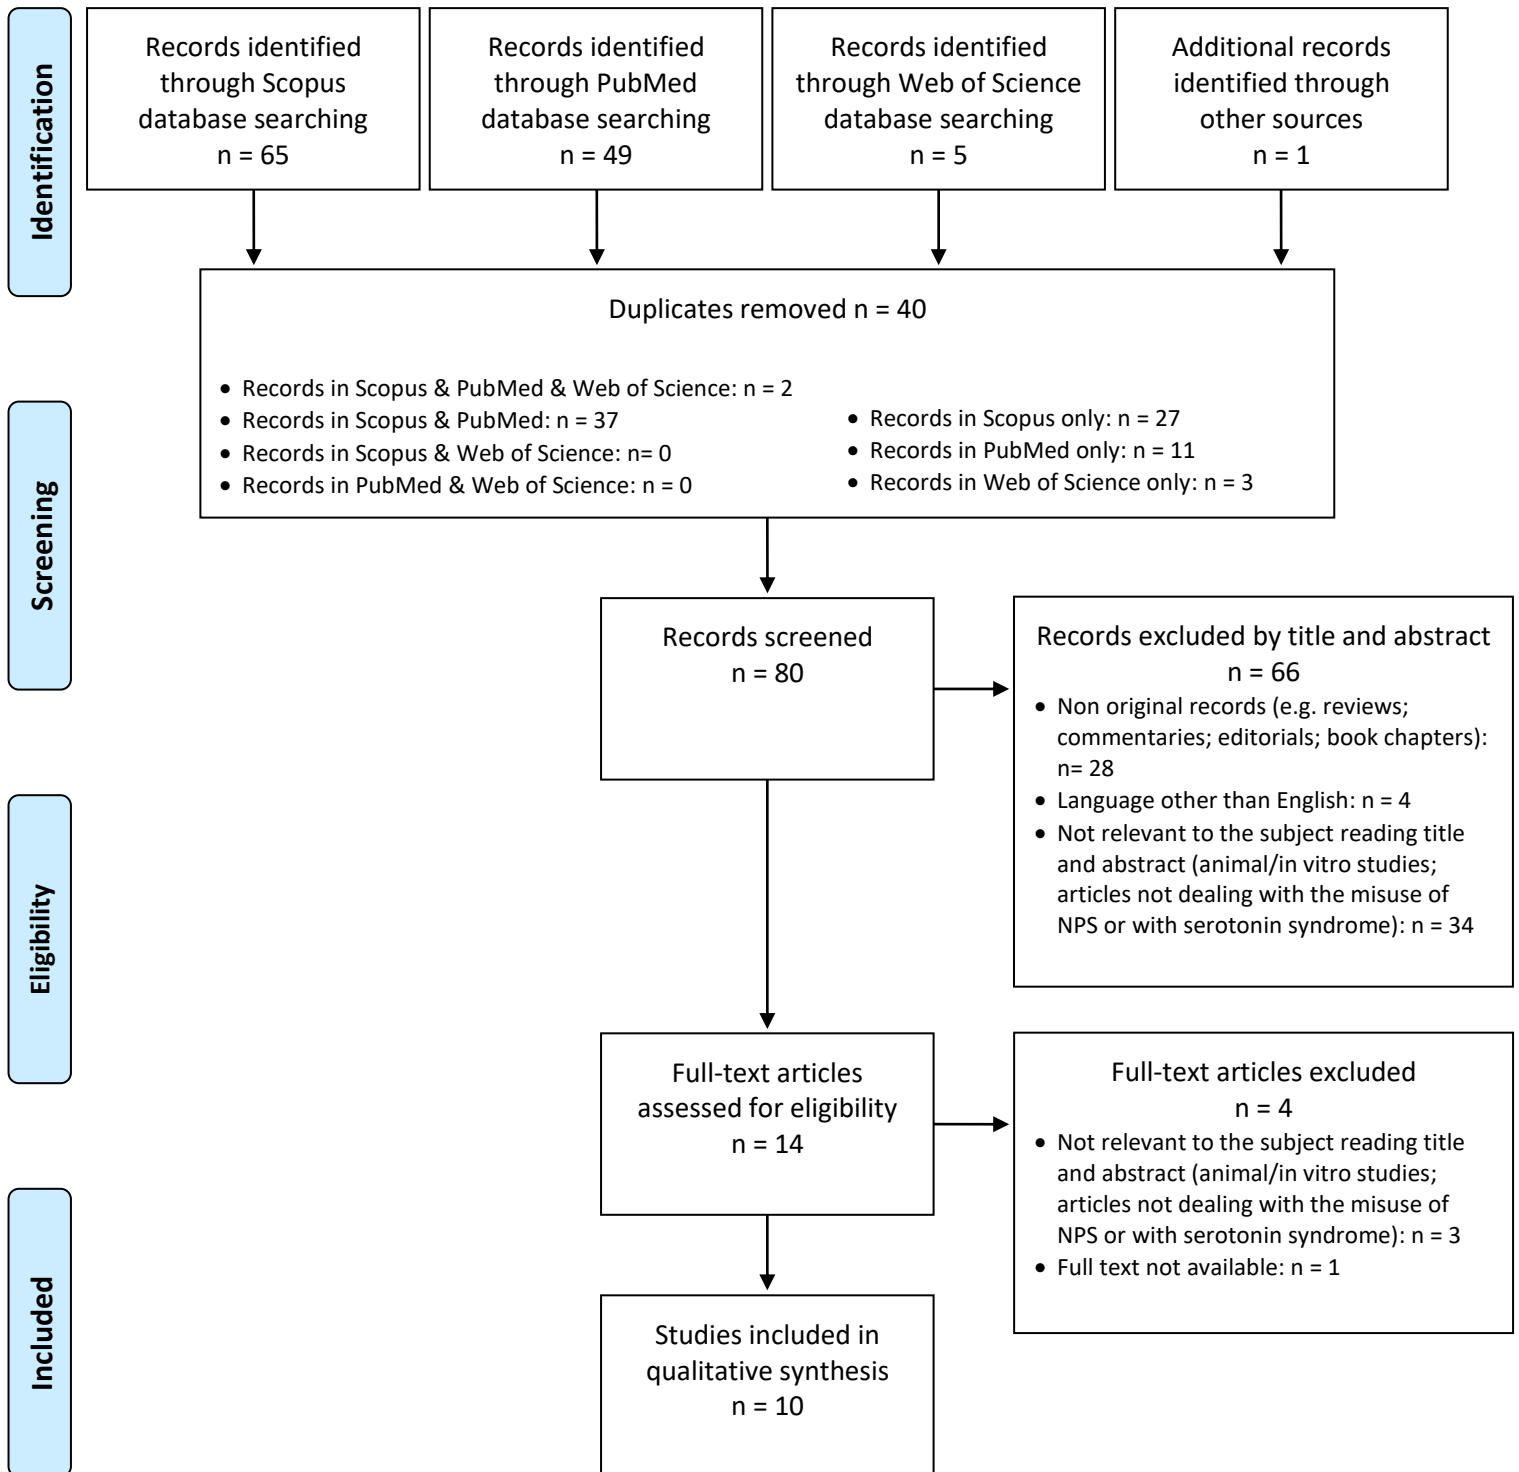 Identification
Records identified
through Scopus
database searching
n = 65
Records identified
through PubMed
database searching
n = 49
Records identified
through Web of Science
database searching
n = 5
Additional records
identified through
other sources
n = 1
Duplicates removed n = 40
• Records in Scopus & PubMed & Web of Science: n = 2
• Records in Scopus & PubMed: n = 37
• Records in Scopus & Web of Science: n= 0
• Records in PubMed & Web of Science: n = 0
• Records in Scopus only: n = 27
• Records in PubMed only: n = 11
• Records in Web of Science only: n = 3
Screening
Records screened
n = 80
Records excluded by title and abstract
n = 66
• Non original records (e.g. reviews;
commentaries; editorials; book chapters):
n= 28
• Language other than English: n = 4
• Not relevant to the subject reading title
and abstract (animal/in vitro studies;
articles not dealing with the misuse of
NPS or with serotonin syndrome): n = 34
Eligibility
Full-text articles
assessed for eligibility
n = 14
Full-text articles excluded
n = 4
• Not relevant to the subject reading title
and abstract (animal/in vitro studies;
articles not dealing with the misuse of
NPS or with serotonin syndrome): n = 3
• Full text not available: n = 1
Included
Studies included in
qualitative synthesis
n = 10